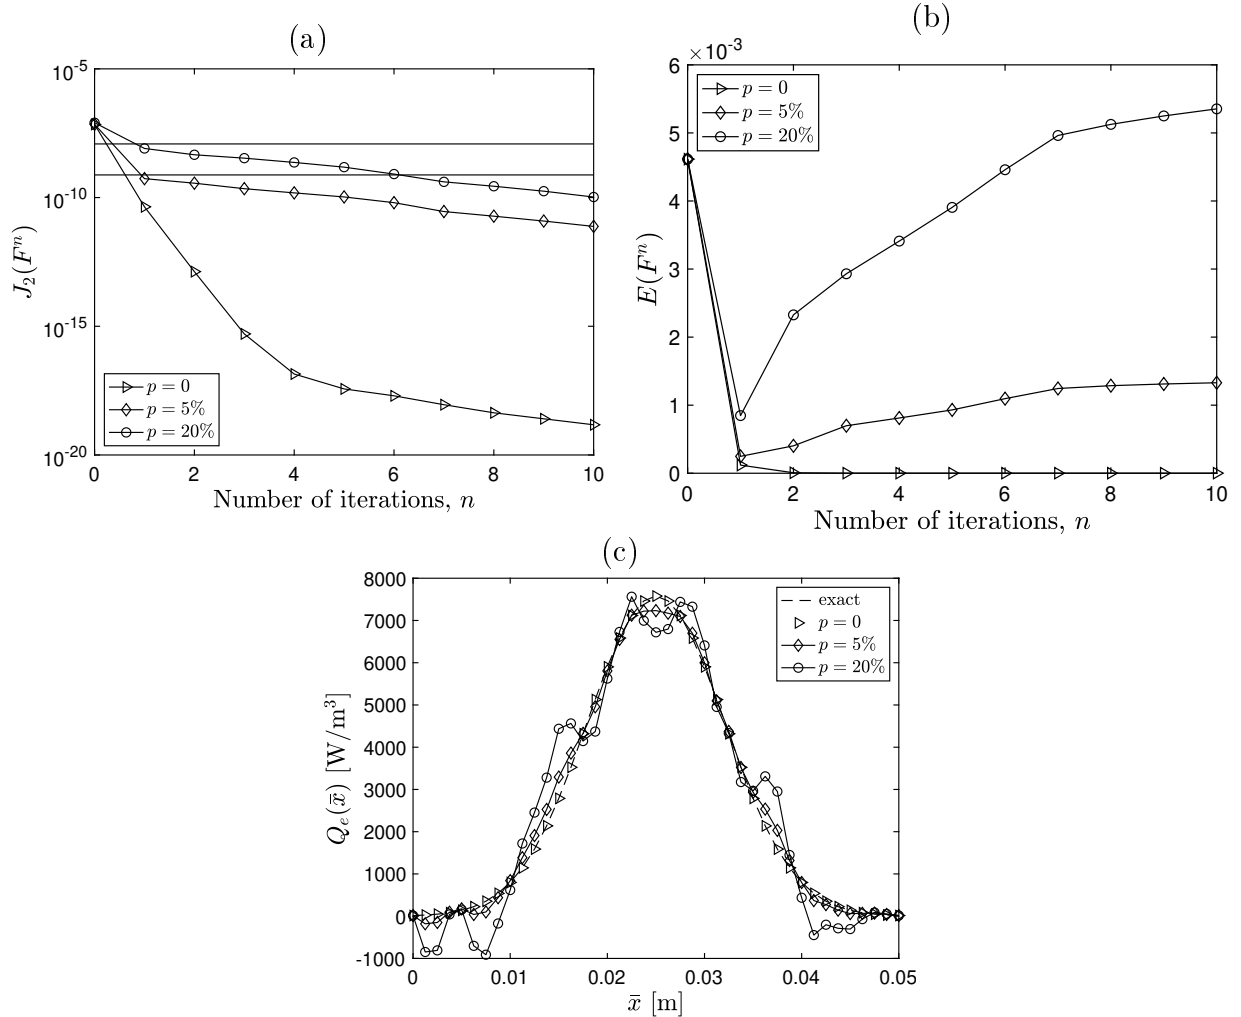 (a)
10^-5
10^-10
10^-15
10^-20
J_2(F^n)
p = 0
p = 5%
p = 20%
0 2 4 6 8 10
Number of iterations, n
(b)
×10^-3
6
5
4
3
2
1
0
E(F^n)
p = 0
p = 5%
p = 20%
0 2 4 6 8 10
Number of iterations, n
(c)
8000
7000
6000
5000
4000
3000
2000
1000
0
-1000
Q_e(x̄) [W/m^3]
exact
p = 0
p = 5%
p = 20%
0 0.01 0.02 0.03 0.04 0.05
x̄ [m]